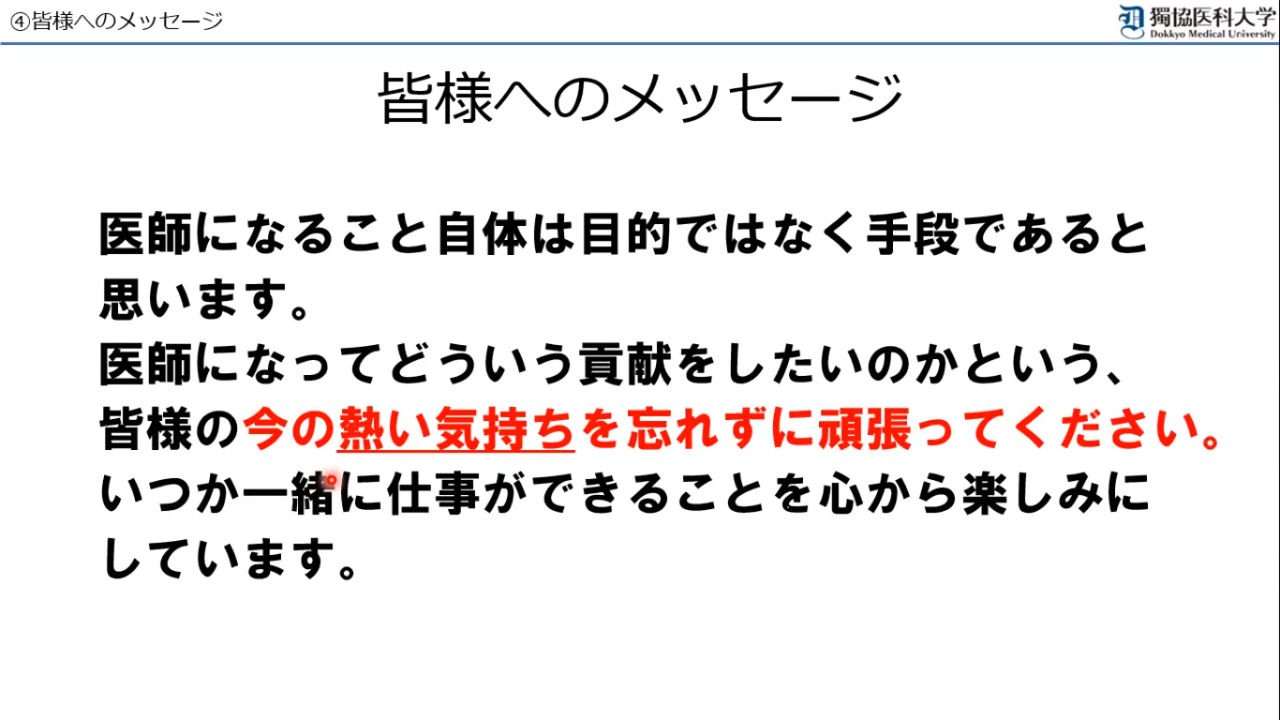 ④皆様へのメッセージ
獨協医科大学
Dokkyo Medical University
皆様へのメッセージ
医師になること自体は目的ではなく手段であると
思います。
医師になってどういう貢献をしたいのかという、
皆様の今の熱い気持ちを忘れずに頑張ってください。
いつか一緒に仕事ができることを心から楽しみに
しています。